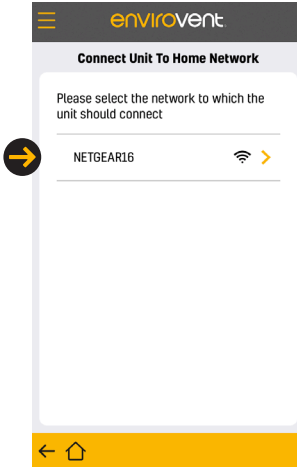 envirovent.
Connect Unit To Home Network
Please select the network to which the
unit should connect
NETGEAR16